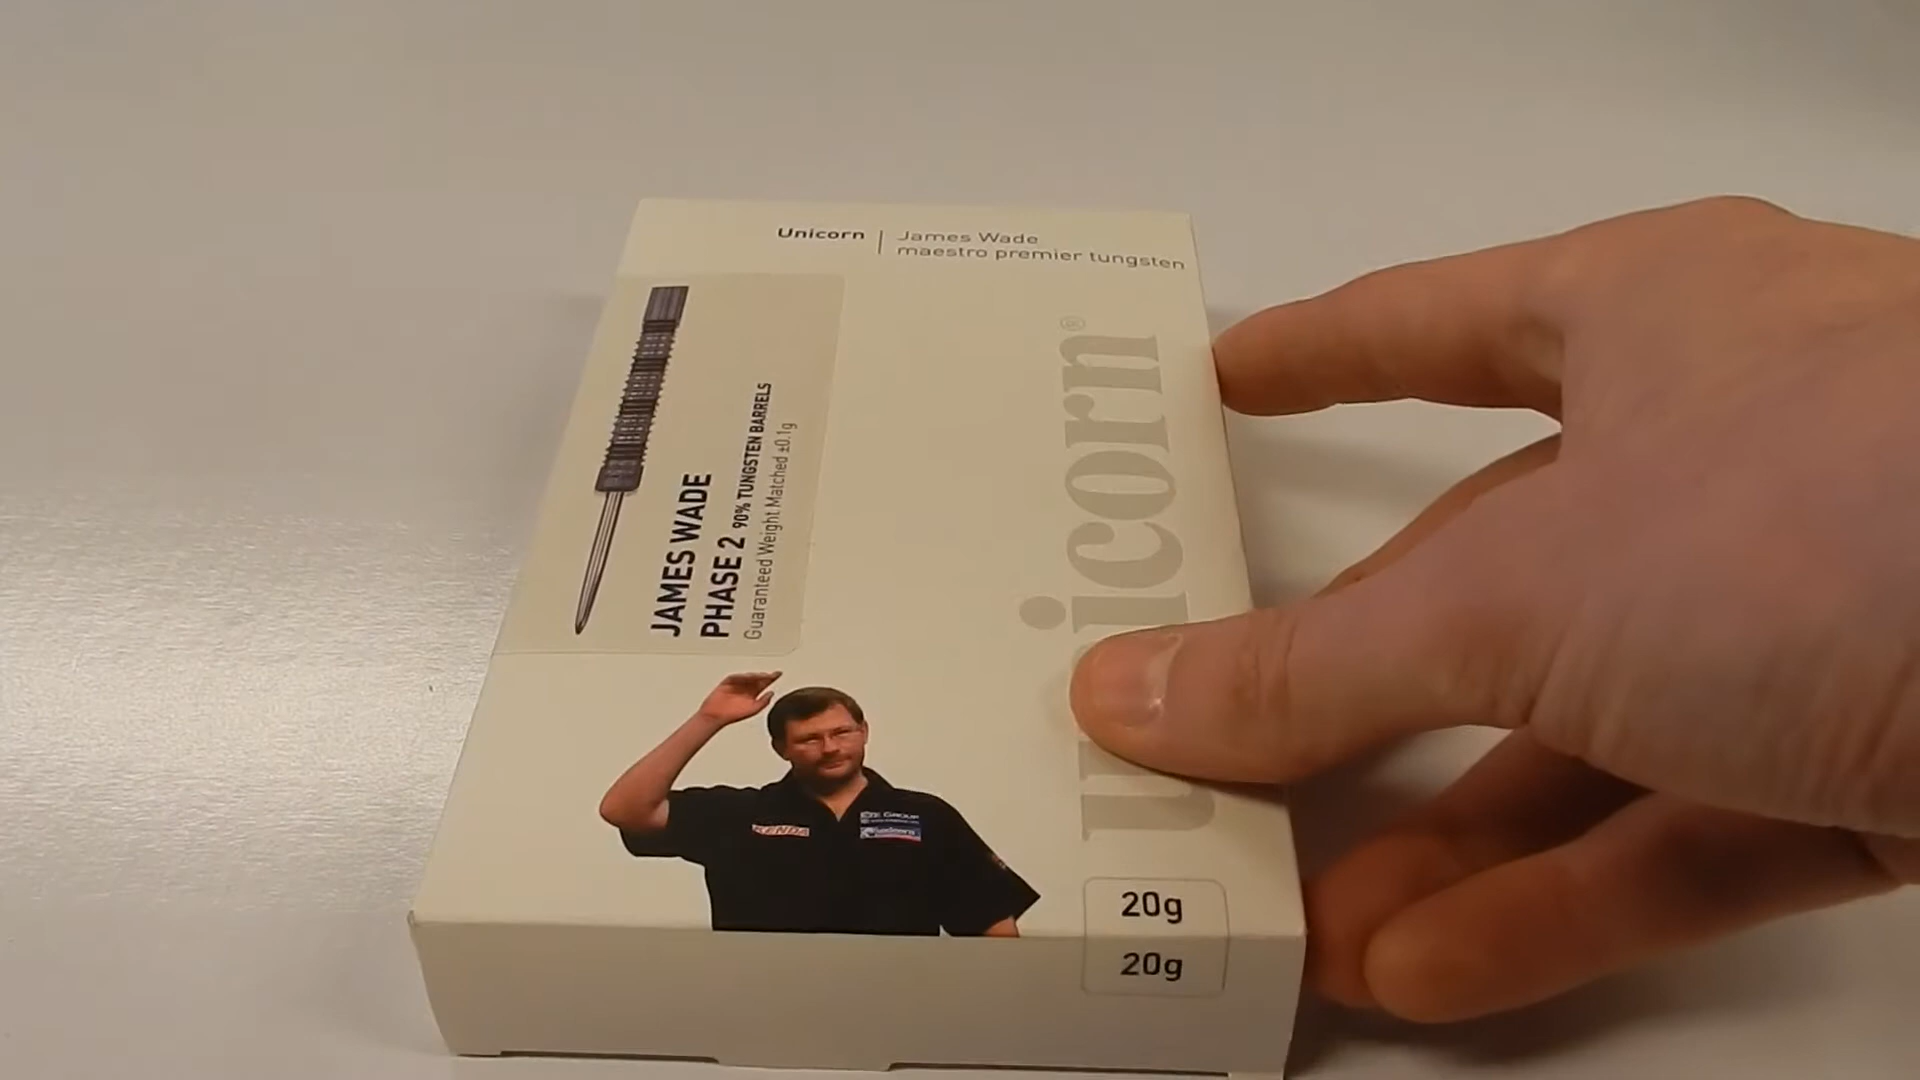 Unicorn
James Wade
maestro premier tungsten
JAMES WADE
PHASE 2 90% TUNGSTEN BARRELS
Guaranteed Weight Matched ±0.1g
unicorn®
KENDA
20g
20g